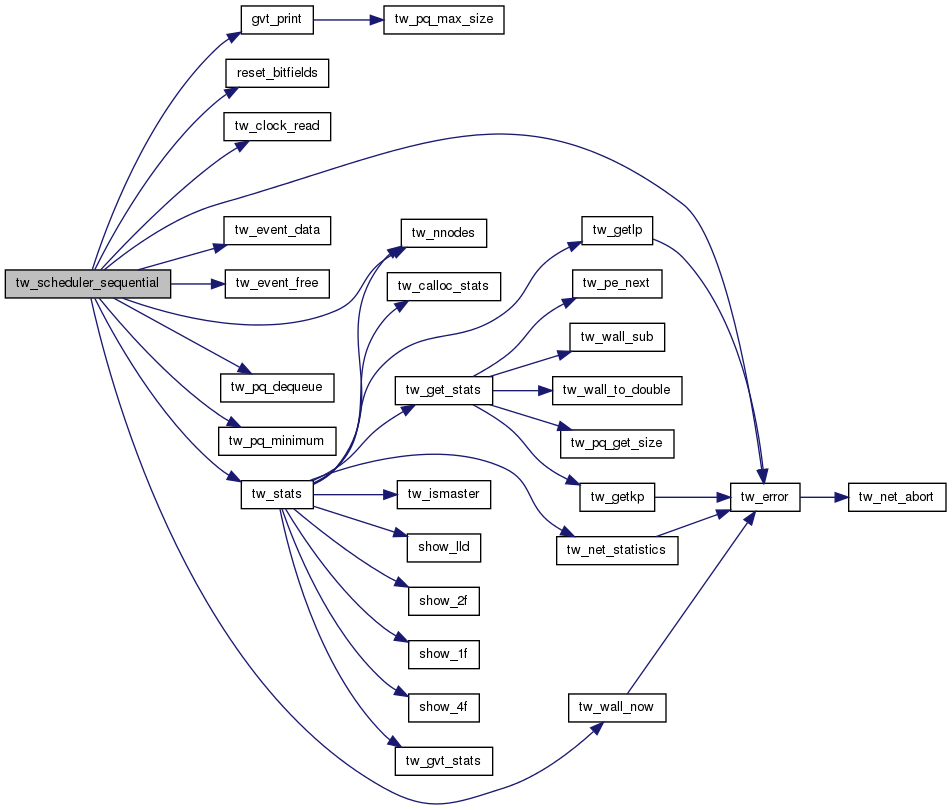 gvt_print
tw_pq_max_size
reset_bitfields
tw_clock_read
tw_event_data
tw_nnodes
tw_getlp
tw_scheduler_sequential
tw_event_free
tw_calloc_stats
tw_pe_next
tw_wall_sub
tw_pq_dequeue
tw_get_stats
tw_wall_to_double
tw_pq_minimum
tw_pq_get_size
tw_stats
tw_ismaster
tw_getkp
tw_error
tw_net_abort
show_lld
tw_net_statistics
show_2f
show_1f
show_4f
tw_wall_now
tw_gvt_stats